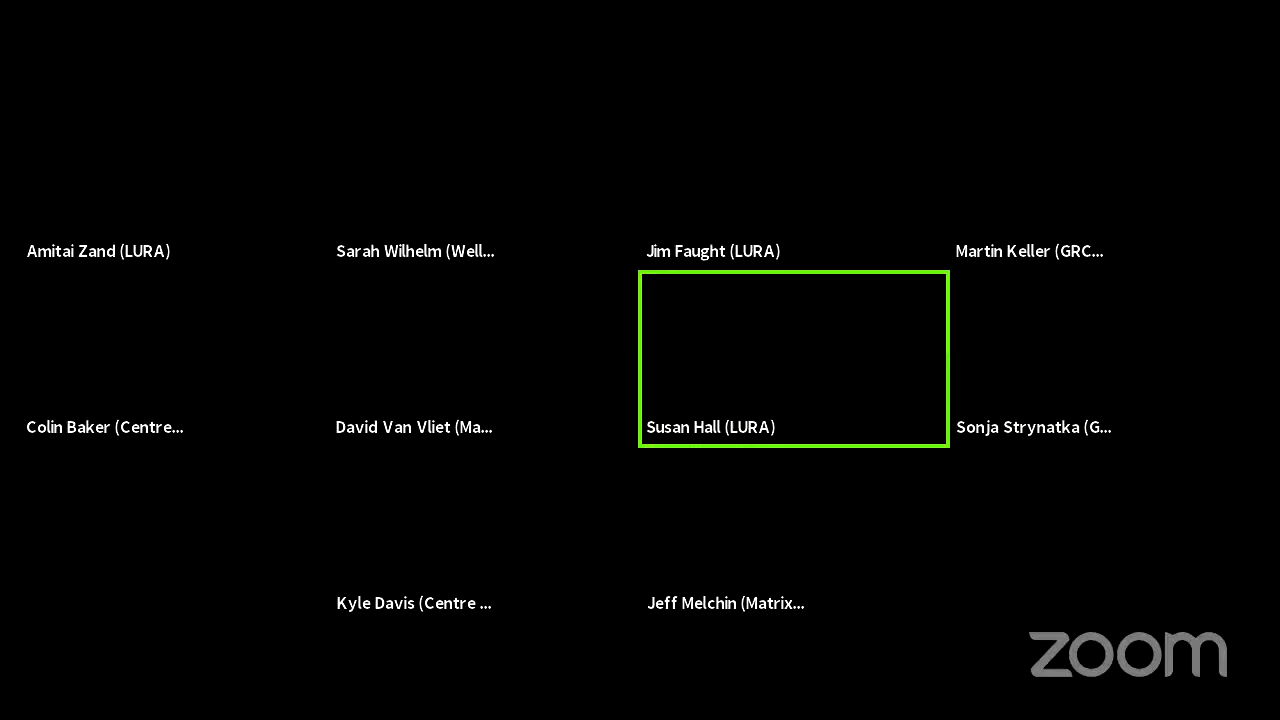 Amitai Zand (LURA)
Sarah Wilhelm (Well...
Jim Faught (LURA)
Martin Keller (GRC...
Colin Baker (Centre...
David Van Vliet (Ma...
Susan Hall (LURA)
Sonja Strynatka (G...
Kyle Davis (Centre ...
Jeff Melchin (Matrix...
zoom